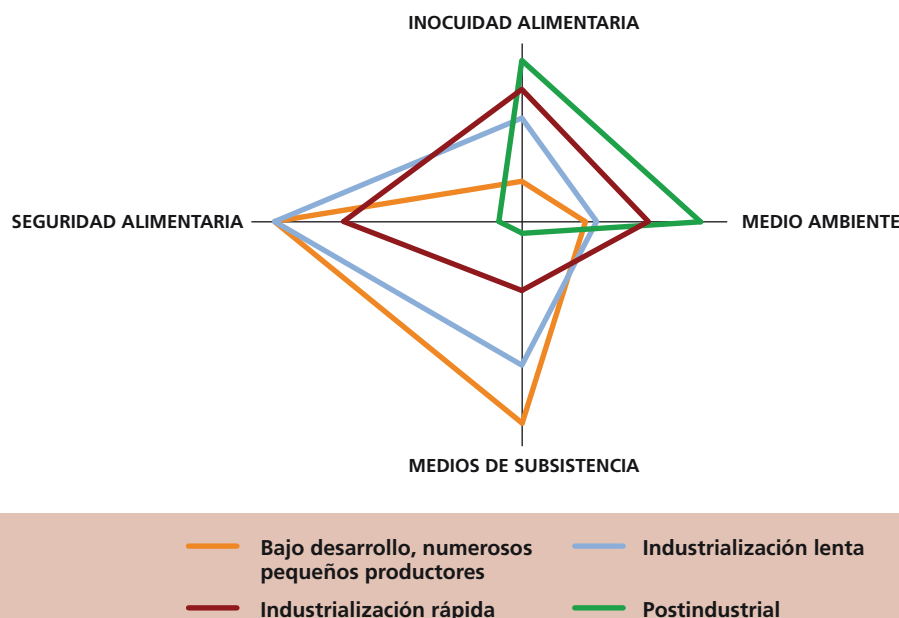 INOCUIDAD ALIMENTARIA
SEGURIDAD ALIMENTARIA
MEDIO AMBIENTE
MEDIOS DE SUBSISTENCIA
Bajo desarrollo, numerosos
pequeños productores
Industrialización lenta
Industrialización rápida
Postindustrial